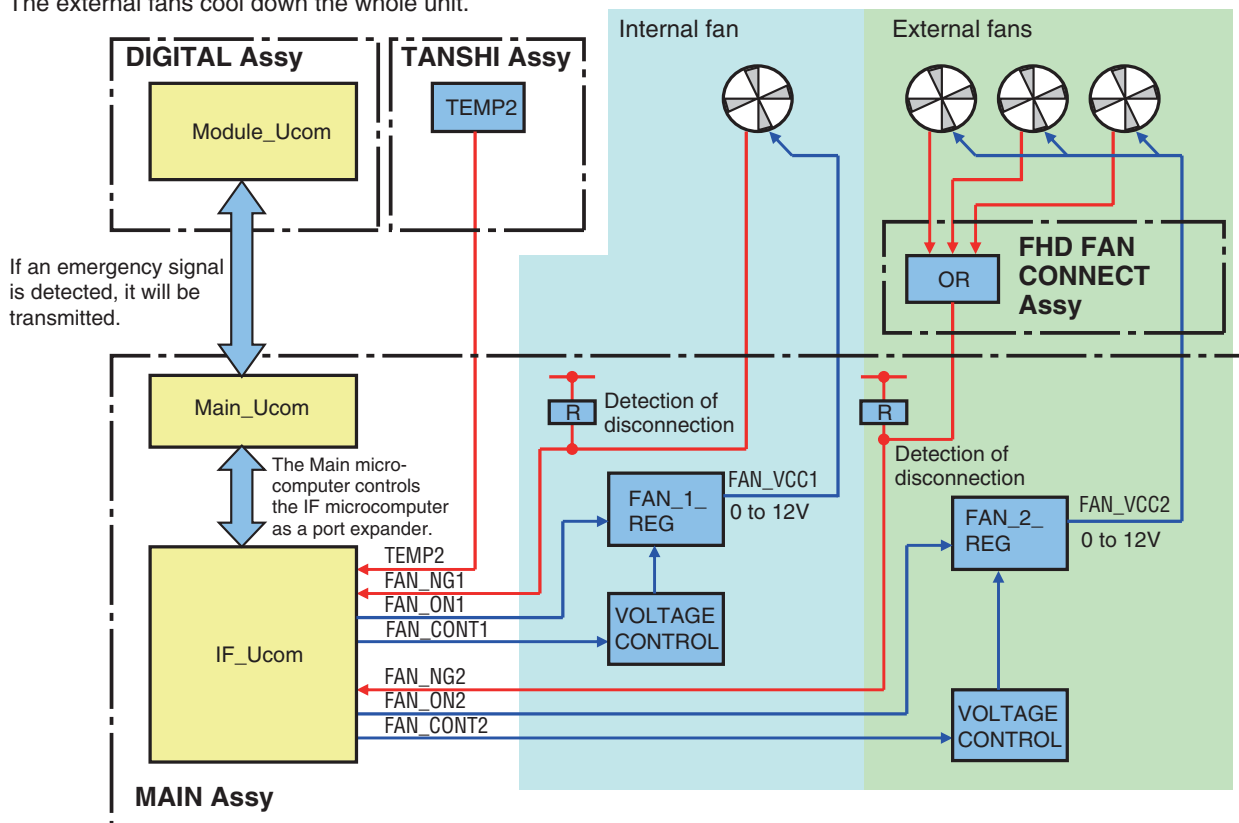 The external fans cool down the whole unit.
Internal fan
External fans
DIGITAL Assy
TANSHI Assy
Module_Ucom
TEMP2
If an emergency signal
is detected, it will be
transmitted.
OR
FHD FAN
CONNECT
Assy
Main_Ucom
R
Detection of
disconnection
R
Detection of
disconnection
The Main micro-
computer controls
the IF microcomputer
as a port expander.
FAN_1_
REG
FAN_VCC1
0 to 12V
FAN_2_
REG
FAN_VCC2
0 to 12V
IF_Ucom
TEMP2
FAN_NG1
FAN_ON1
FAN_CONT1
VOLTAGE
CONTROL
FAN_NG2
FAN_ON2
FAN_CONT2
VOLTAGE
CONTROL
MAIN Assy